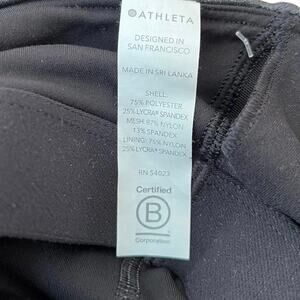 ATHLETA
DESIGNED IN
SAN FRANCISCO
MADE IN SRI LANKA
SHELL:
75% POLYESTER
25% LYCRA® SPANDEX
MESH: 87% NYLON
13% SPANDEX
LINING: 75% NYLON
25% LYCRA® SPANDEX
RN 54023
Certified
B
Corporation